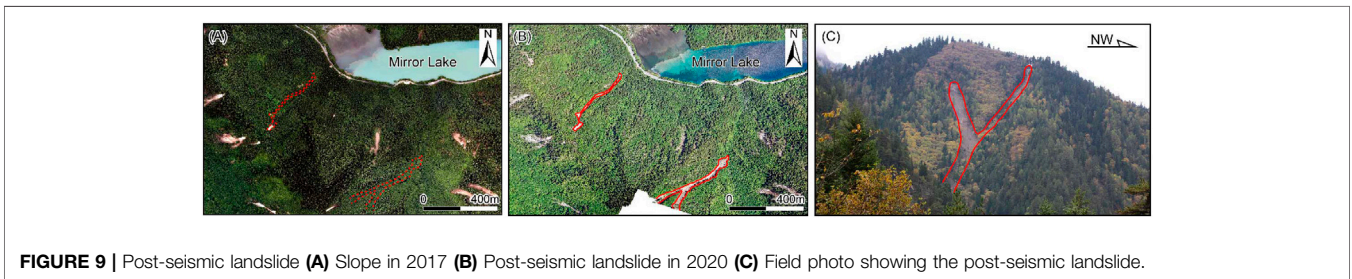 (A)
N
Mirror Lake
0 400m
(B)
N
Mirror Lake
0 400m
(C)
NW
FIGURE 9 | Post-seismic landslide (A) Slope in 2017 (B) Post-seismic landslide in 2020 (C) Field photo showing the post-seismic landslide.